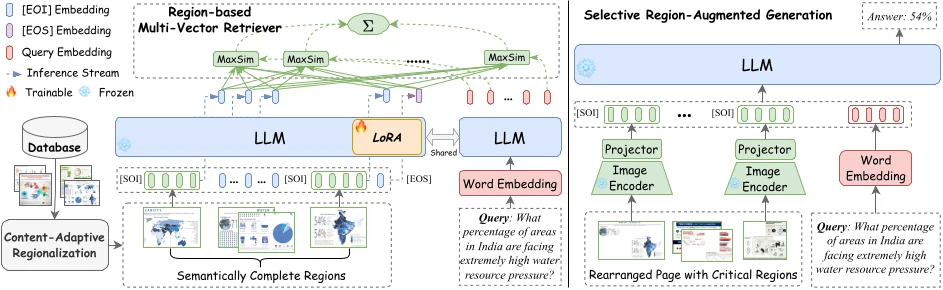 [EOI] Embedding
[EOS] Embedding
Query Embedding
Inference Stream
Trainable
Frozen
Region-based
Multi-Vector Retriever
Σ
MaxSim
MaxSim
......
MaxSim
...
LLM
LoRA
Shared
LLM
Database
[SOI]
...
[SOI]
[EOS]
Word Embedding
Content-Adaptive
Regionalization
Semantically Complete Regions
Query: What
percentage of areas
in India are facing
extremely high water
resource pressure?
Selective Region-Augmented Generation
Answer: 54%
LLM
[SOI]
...
[SOI]
Projector
Image
Encoder
Projector
Image
Encoder
Word
Embedding
Rearranged Page with Critical Regions
Query: What percentage
of areas in India are
facing extremely high
water resource pressure?